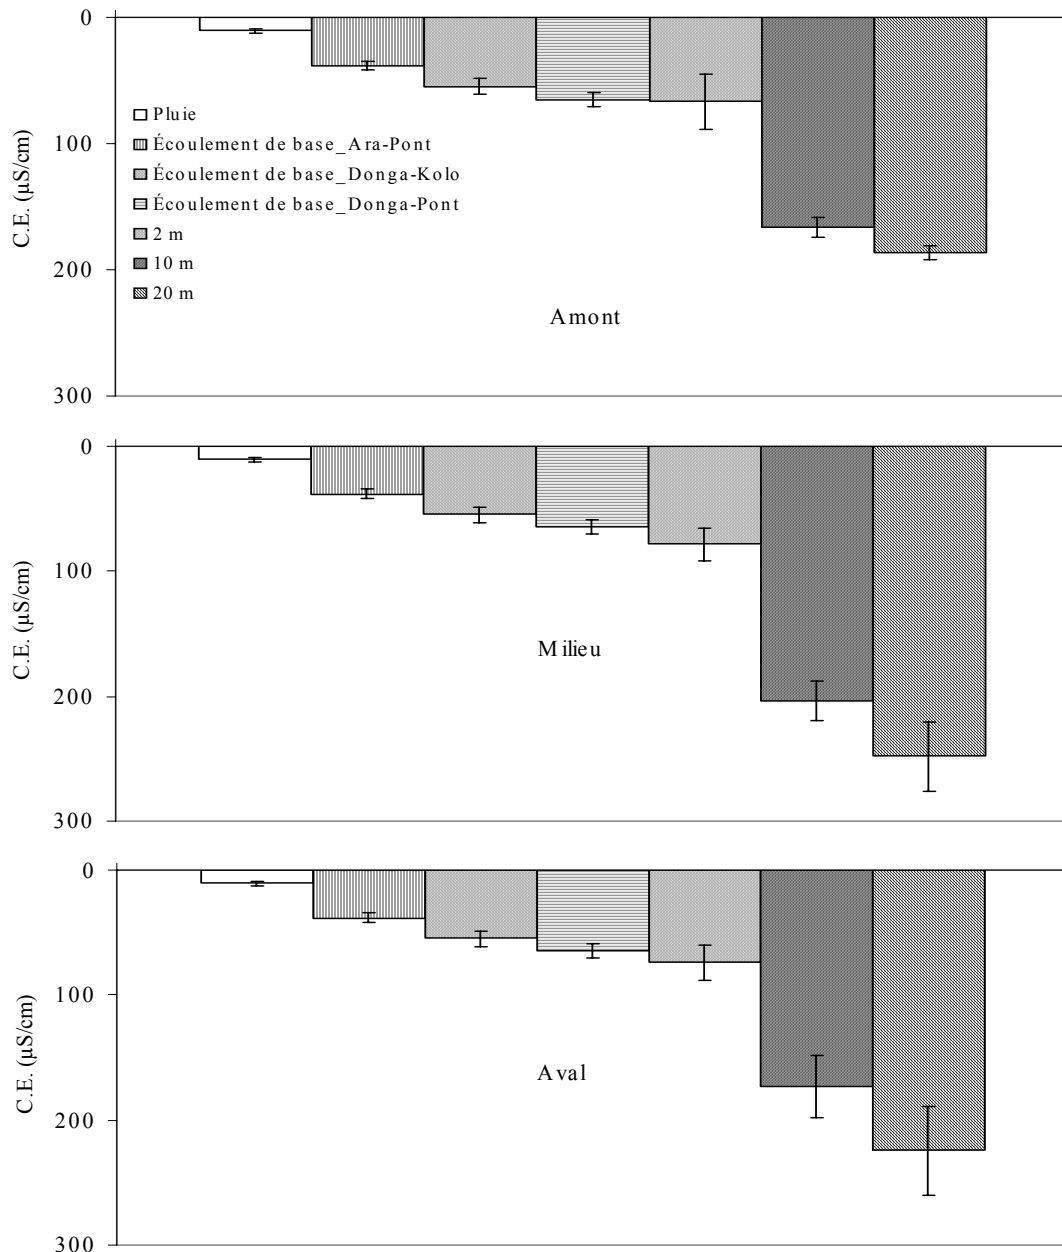 0
100
200
300
C.E. (µS/cm)
Pluie
Écoulement de base_Ara-Pont
Écoulement de base_Donga-Kolo
Écoulement de base_Donga-Pont
2 m
10 m
20 m
Amont
0
100
200
300
C.E. (µS/cm)
Milieu
0
100
200
300
C.E. (µS/cm)
Aval